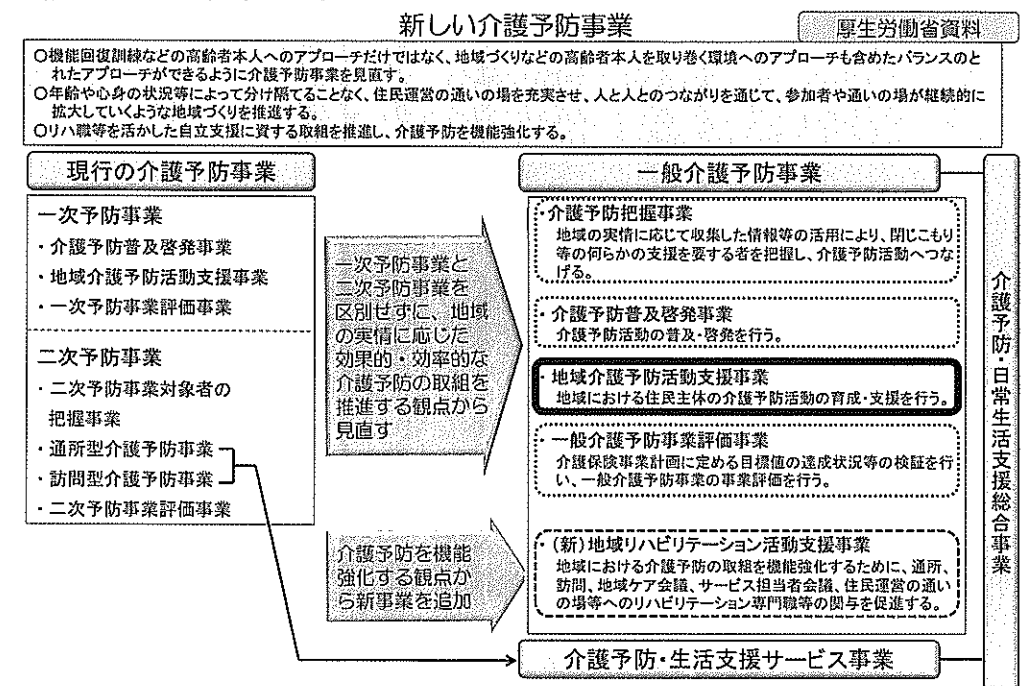 新しい介護予防事業
厚生労働省資料
○機能回復訓練などの高齢者本人へのアプローチだけではなく、地域づくりなどの高齢者本人を取り巻く環境へのアプローチも含めたバランスのと
れたアプローチができるように介護予防事業を見直す。
○年齢や心身の状況等によって分け隔てることなく、住民運営の通いの場を充実させ、人と人とのつながりを通じて、参加者や通いの場が継続的に
拡大していくような地域づくりを推進する。
○リハ職等を活かした自立支援に資する取組を推進し、介護予防を機能強化する。
現行の介護予防事業
一次予防事業
・介護予防普及啓発事業
・地域介護予防活動支援事業
・一次予防事業評価事業
二次予防事業
・二次予防事業対象者の
把握事業
・通所型介護予防事業
・訪問型介護予防事業
・二次予防事業評価事業
一次予防事業と
二次予防事業を
区別せずに、地域
の実情に応じた
効果的・効率的な
介護予防の取組を
推進する観点から
見直す
介護予防を機能
強化する観点か
ら新事業を追加
一般介護予防事業
・介護予防把握事業
地域の実情に応じて収集した情報等の活用により、閉じこもり
等の何らかの支援を要する者を把握し、介護予防活動へつな
げる。
・介護予防普及啓発事業
介護予防活動の普及・啓発を行う。
・地域介護予防活動支援事業
地域における住民主体の介護予防活動の育成・支援を行う。
・一般介護予防事業評価事業
介護保険事業計画に定める目標値の達成状況等の検証を行
い、一般介護予防事業の事業評価を行う。
・(新)地域リハビリテーション活動支援事業
地域における介護予防の取組を機能強化するために、通所、
訪問、地域ケア会議、サービス担当者会議、住民運営の通い
の場等へのリハビリテーション専門職等の関与を促進する。
介護予防・生活支援サービス事業
介護予防・日常生活支援総合事業